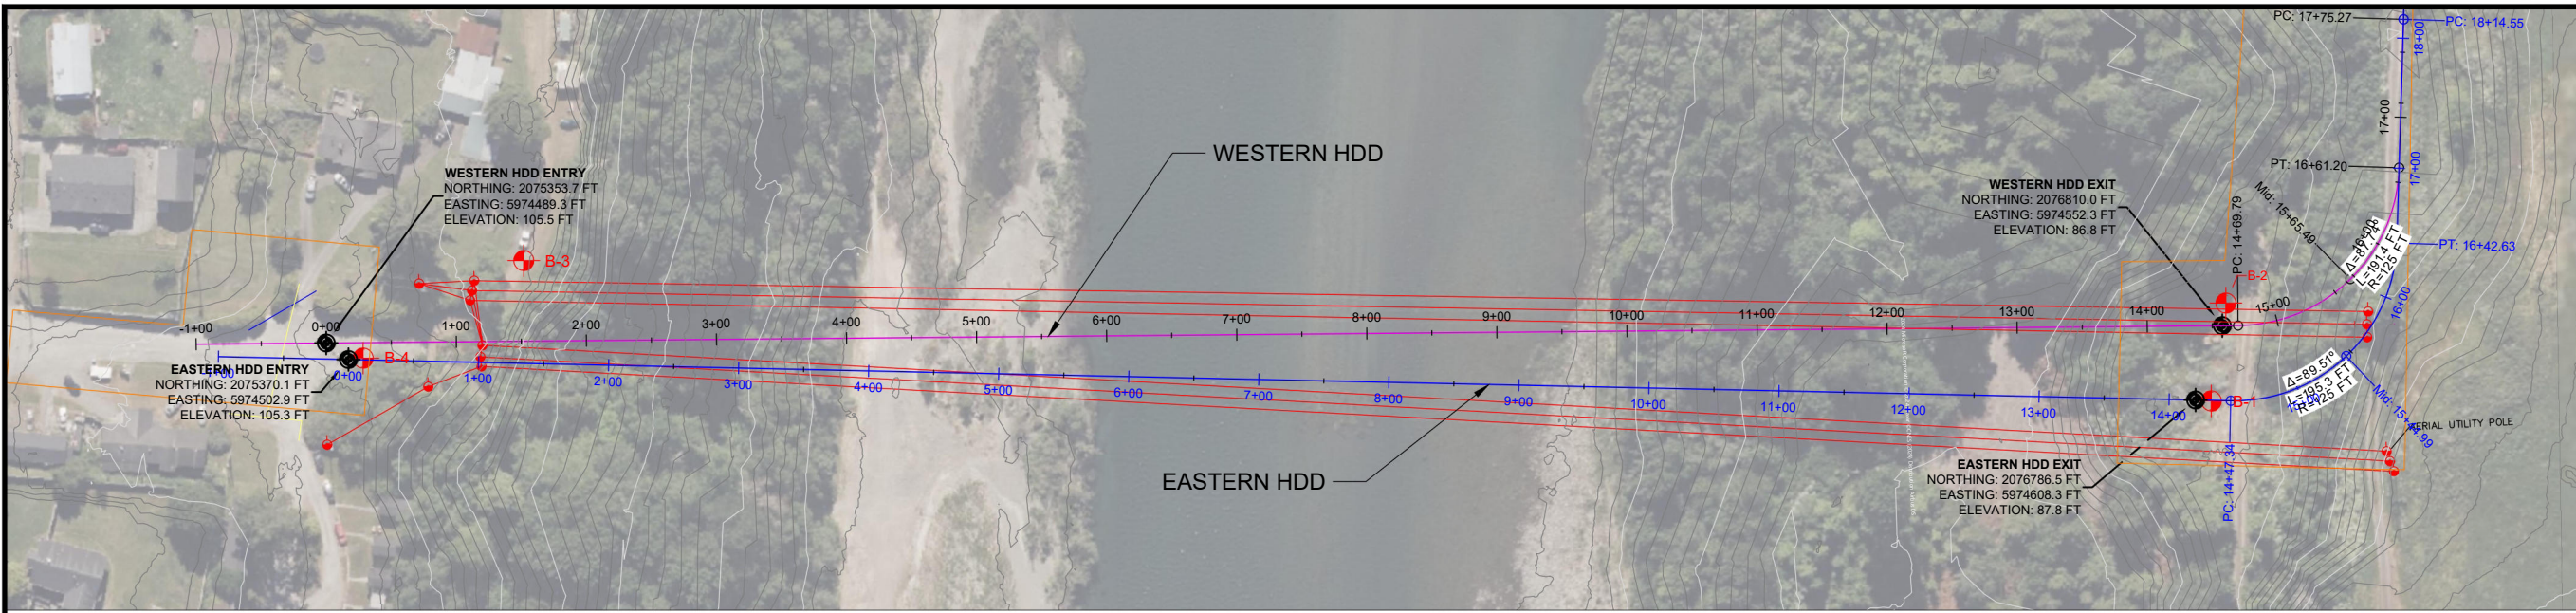 PC: 17+75.27
PC: 18+14.55
18+00
17+00
PT: 16+61.20
17+00
PT: 16+42.63
WESTERN HDD
WESTERN HDD ENTRY
NORTHING: 2075353.7 FT
EASTING: 5974489.3 FT
ELEVATION: 105.5 FT
WESTERN HDD EXIT
NORTHING: 2076810.0 FT
EASTING: 5974552.3 FT
ELEVATION: 86.8 FT
Mid: 15+65.49
PC: 14+69.79
16+00
Δ=87.74°
L=191.4 FT
R=125 FT
B-3
B-2
16+00
-1+00
0+00
1+00
2+00
3+00
4+00
5+00
6+00
7+00
8+00
9+00
10+00
11+00
12+00
13+00
14+00
15+00
B-4
EASTERN HDD ENTRY
NORTHING: 2075370.1 FT
EASTING: 5974502.9 FT
ELEVATION: 105.3 FT
-1+00
0+00
1+00
2+00
3+00
4+00
5+00
6+00
7+00
8+00
9+00
10+00
11+00
12+00
13+00
14+00
15+00
B-1
Δ=89.51°
L=195.3 FT
R=125 FT
AERIAL UTILITY POLE
EASTERN HDD
EASTERN HDD EXIT
NORTHING: 2076786.5 FT
EASTING: 5974608.3 FT
ELEVATION: 87.8 FT
PC: 14+47.34